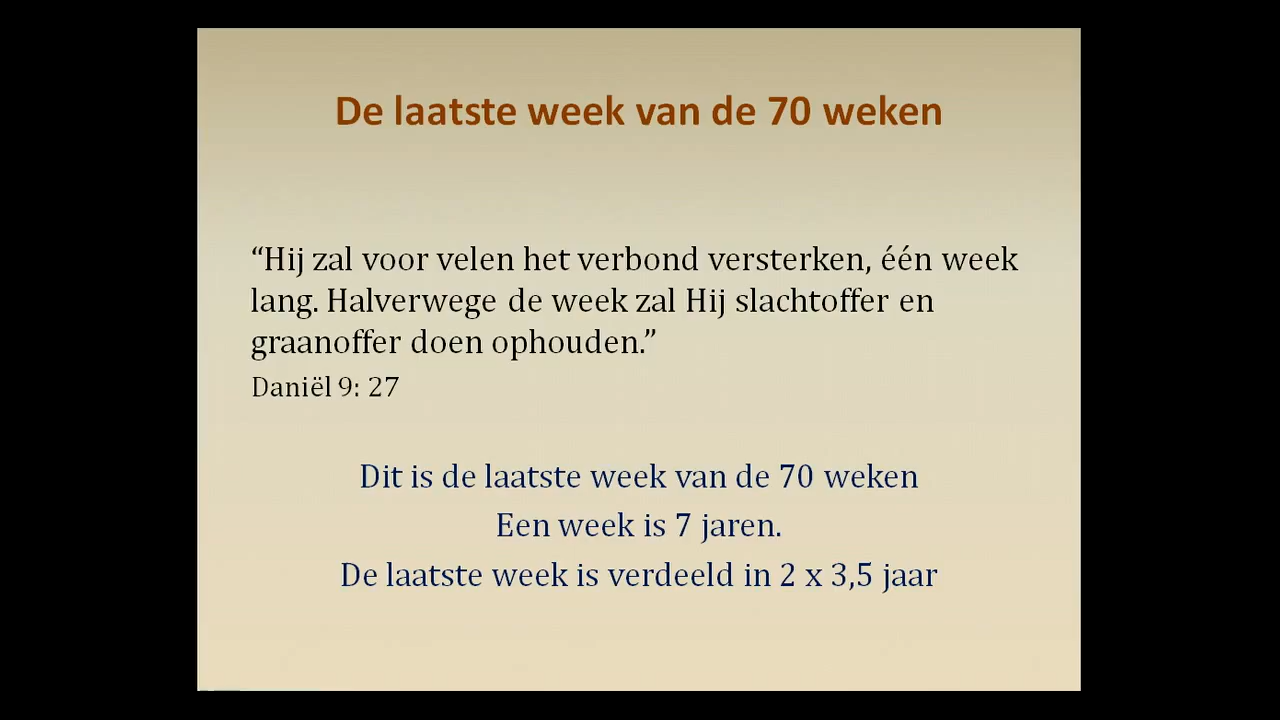 De laatste week van de 70 weken
“Hij zal voor velen het verbond versterken, één week
lang. Halverwege de week zal Hij slachtoffer en
graanoffer doen ophouden.”
Daniël 9: 27
Dit is de laatste week van de 70 weken
Een week is 7 jaren.
De laatste week is verdeeld in 2 x 3,5 jaar